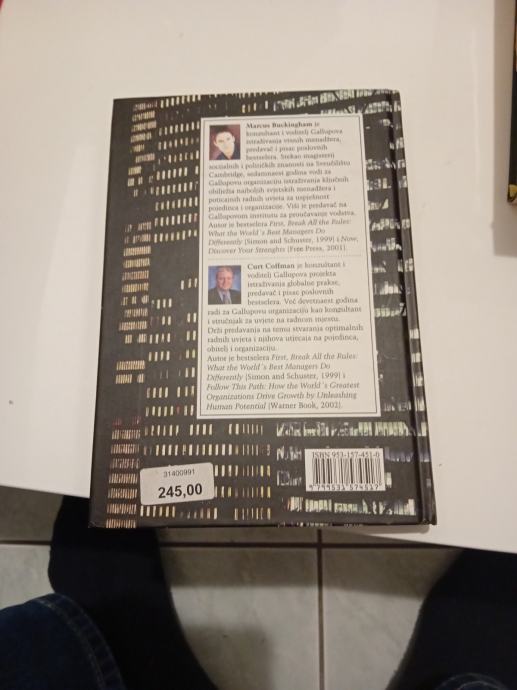 Marcus Buckingham je
konzultant i voditelj Gallupova
istraživanja vrsnih menadžera,
predavač i pisac poslovnih
bestselera. Stekao magisterij
socijalnih i političkih znanosti na Sveučilištu
Cambridge, sedamnaest godina vodi za
Gallupovu organizaciju istraživanja ključnih
obilježja najboljih svjetskih menadžera i
poticajnih radnih uvjeta za uspješnost
pojedinca i organizacije. Viši je predavač na
Gallupovom institutu za proučavanje vodstva.
Autor je bestselera First, Break All the Rules:
What the World´s Best Managers Do
Differently (Simon and Schuster, 1999) i Now,
Discover Your Strenghts (Free Press, 2001).
Curt Coffman je konzultant i
voditelj Gallupova projekta
istraživanja globalne prakse,
predavač i pisac poslovnih
bestselera. Već devetnaest godina
radi za Gallupovu organizaciju kao konzultant
i stručnjak za uvjete na radnom mjestu.
Drži predavanja na temu stvaranja optimalnih
radnih uvjeta i njihova utjecaja na pojedinca,
obitelj i organizaciju.
Autor je bestselera First, Break All the Rules:
What the World´s Best Managers Do
Differently (Simon and Schuster, 1999) i
Follow This Path: How the World´s Greatest
Organizations Drive Growth by Unleashing
Human Potential (Warner Book, 2002).
ISBN 953-157-451-0
9 789531 574517
31400991
245,00